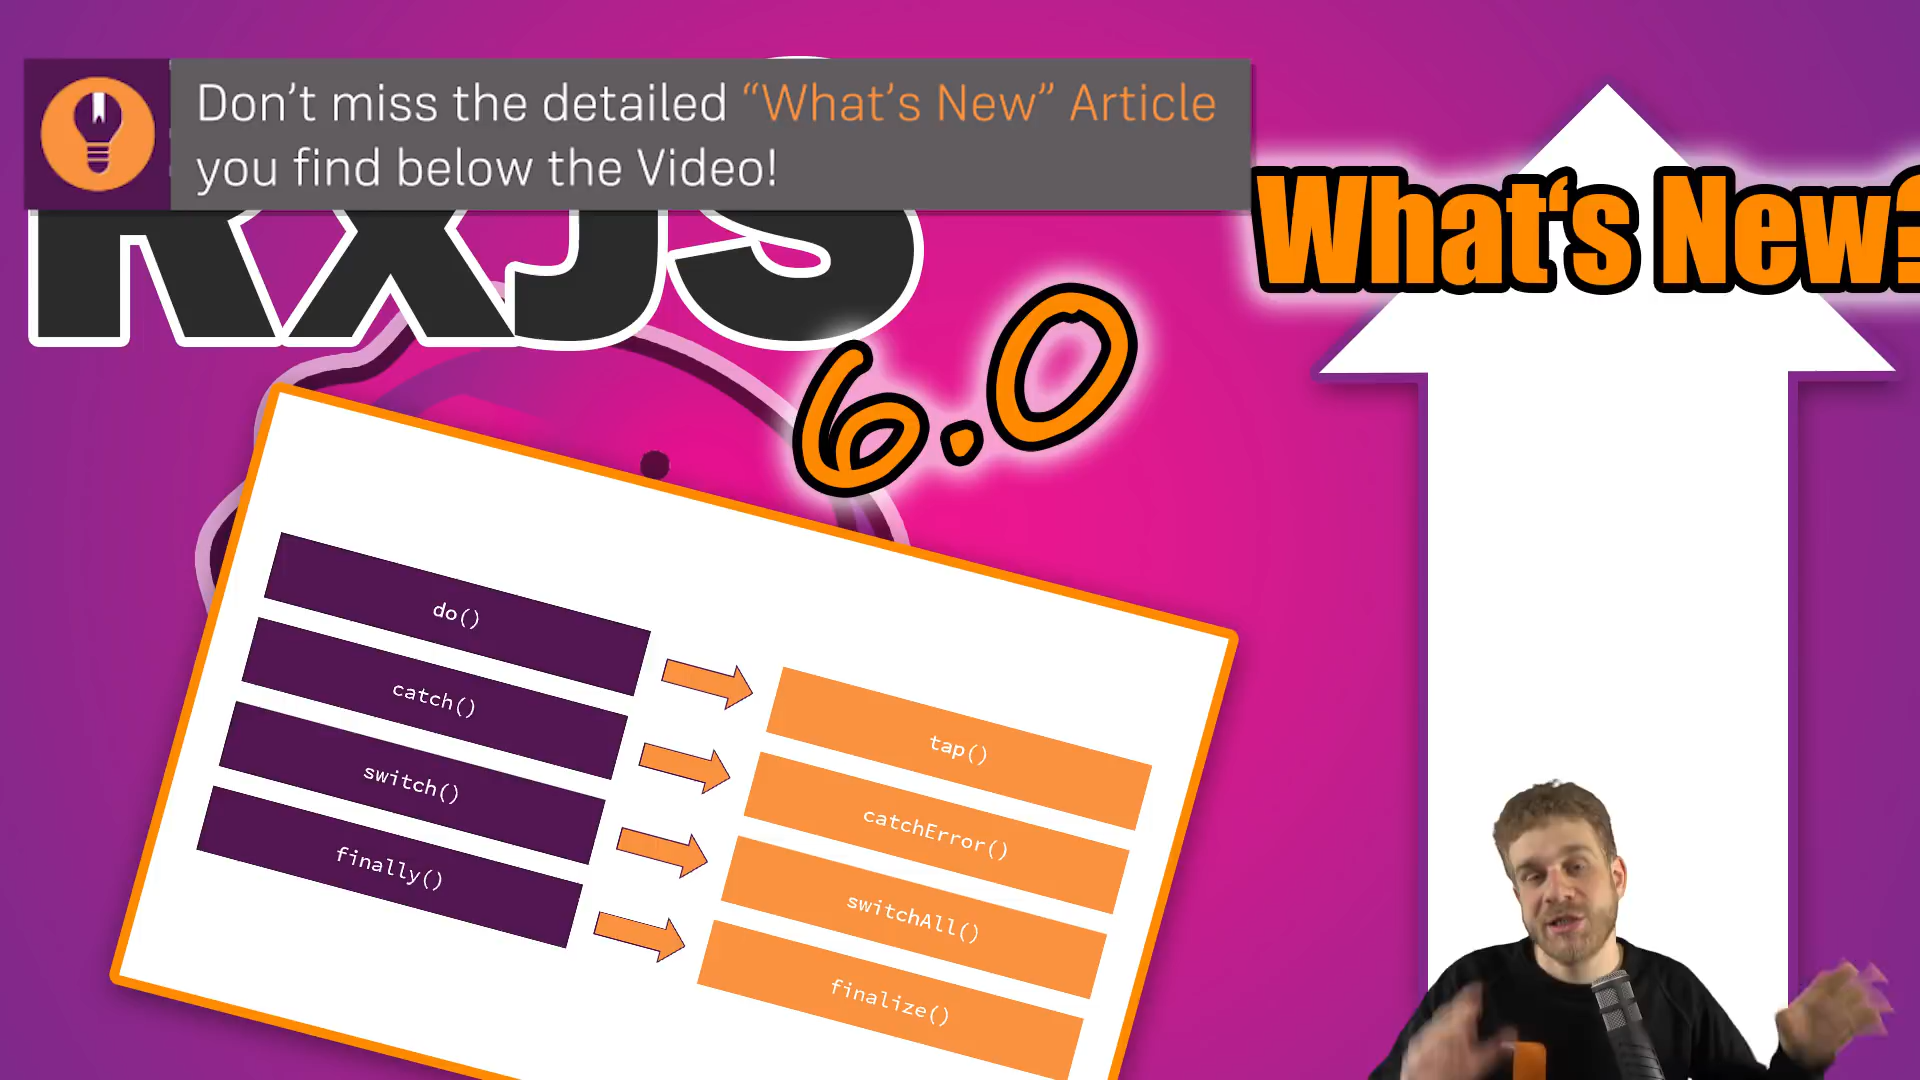 Don’t miss the detailed “What’s New” Article
you find below the Video!
RxJS
6.0
What‘s New?
do()
catch()
switch()
finally()
tap()
catchError()
switchAll()
finalize()